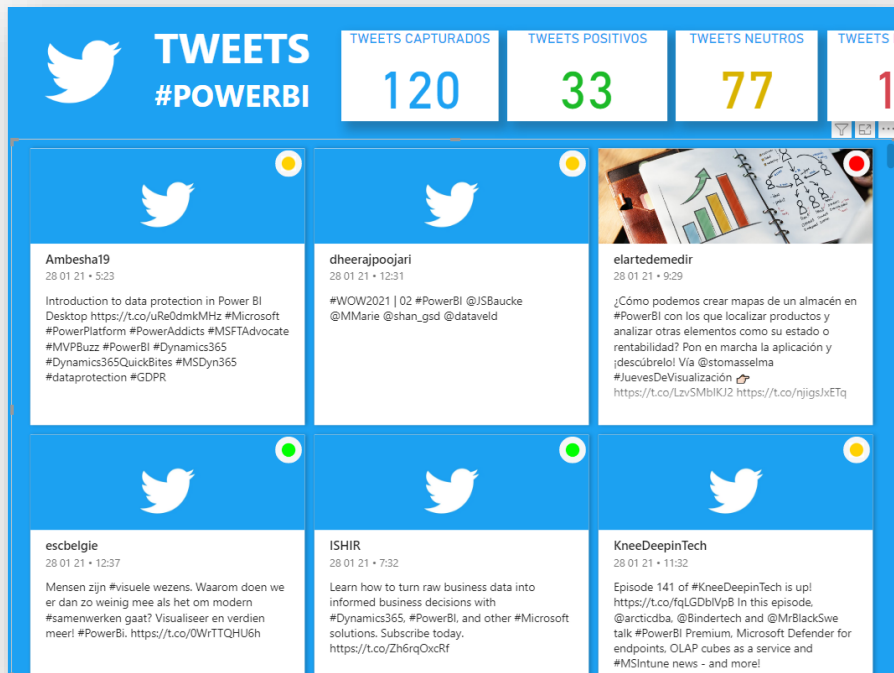 TWEETS
#POWERBI
TWEETS CAPTURADOS
120
TWEETS POSITIVOS
33
TWEETS NEUTROS
77
TWEETS
Ambesha19
28 01 21 • 5:23
Introduction to data protection in Power BI
Desktop https://t.co/uRe0dmkMHz #Microsoft
#PowerPlatform #PowerAddicts #MSFTAdvocate
#MVPBuzz #PowerBI #Dynamics365
#Dynamics365QuickBites #MSDyn365
#dataprotection #GDPR
dheerajpoojari
28 01 21 • 12:31
#WOW2021 | 02 #PowerBI @JSBaucke
@MMarie @shan_gsd @dataveld
elartedemedir
28 01 21 • 9:29
¿Cómo podemos crear mapas de un almacén en
#PowerBI con los que localizar productos y
analizar otros elementos como su estado o
rentabilidad? Pon en marcha la aplicación y
¡descúbrelo! Vía @stomasselma
#JuevesDeVisualización 👉
https://t.co/LzvSMbIKJ2 https://t.co/njigsJxETq
escbelgie
28 01 21 • 12:37
Mensen zijn #visuele wezens. Waarom doen we
er dan zo weinig mee als het om modern
#samenwerken gaat? Visualiseer en verdien
meer! #PowerBi. https://t.co/0WrTTQHU6h
ISHIR
28 01 21 • 7:32
Learn how to turn raw business data into
informed business decisions with
#Dynamics365, #PowerBI, and other #Microsoft
solutions. Subscribe today.
https://t.co/Zh6rqOxcRf
KneeDeepinTech
28 01 21 • 11:32
Episode 141 of #KneeDeepinTech is up!
https://t.co/fqLGDbIVpB In this episode,
@arcticdba, @Bindertech and @MrBlackSwe
talk #PowerBI Premium, Microsoft Defender for
endpoints, OLAP cubes as a service and
#MSIntune news - and more!